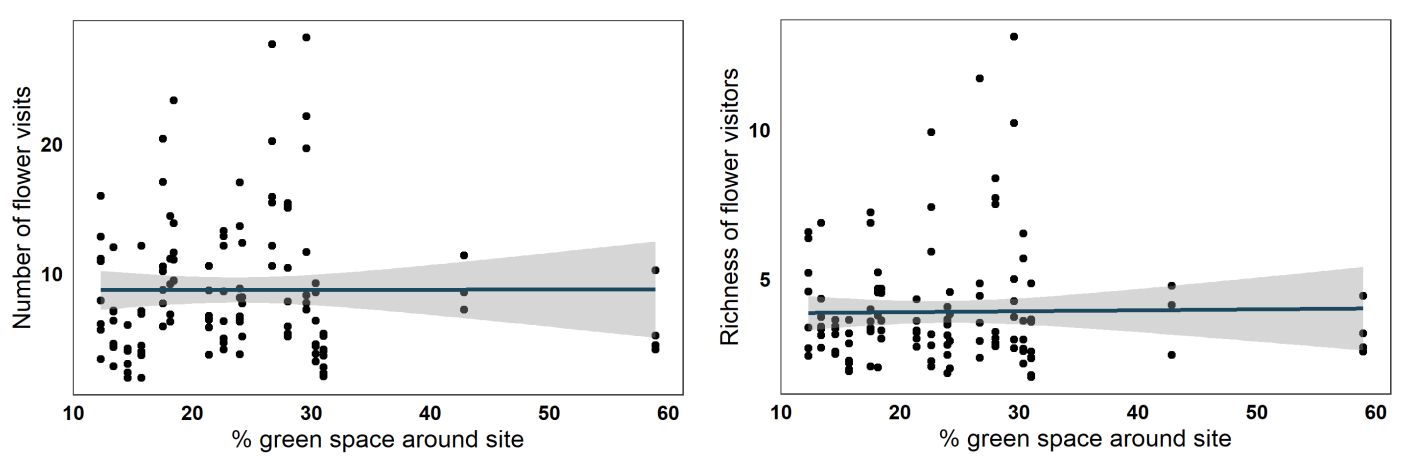 Number of flower visits
20
10
10 20 30 40 50 60
% green space around site
Richness of flower visitors
10
5
10 20 30 40 50 60
% green space around site